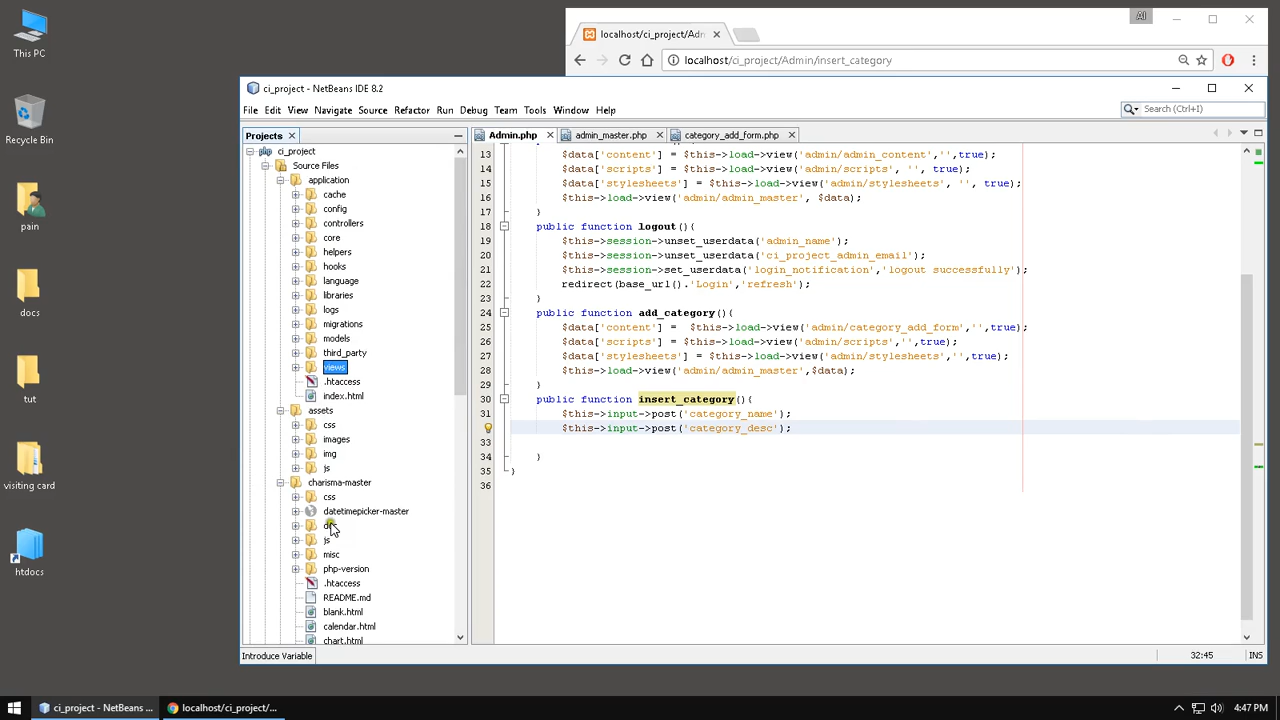 This PC
Recycle Bin
pain
docs
tut
visiting card
htdocs
AI
localhost/ci_project/Adm
localhost/ci_project/Admin/insert_category
ci_project - NetBeans IDE 8.2
File Edit View Navigate Source Refactor Run Debug Team Tools Window Help
Search (Ctrl+I)
Projects
Admin.php
admin_master.php
category_add_form.php
ci_project
Source Files
application
cache
config
controllers
core
helpers
hooks
language
libraries
logs
migrations
models
third_party
views
.htaccess
index.html
assets
css
images
img
js
charisma-master
css
datetimepicker-master
js
misc
php-version
.htaccess
README.md
blank.html
calendar.html
chart.html
13 $data['content'] = $this->load->view('admin/admin_content','',true);
14 $data['scripts'] = $this->load->view('admin/scripts', '', true);
15 $data['stylesheets'] = $this->load->view('admin/stylesheets', '', true);
16 $this->load->view('admin/admin_master', $data);
17 }
18 public function logout(){
19 $this->session->unset_userdata('admin_name');
20 $this->session->unset_userdata('ci_project_admin_email');
21 $this->session->set_userdata('login_notification','logout successfully');
22 redirect(base_url().'Login','refresh');
23 }
24 public function add_category(){
25 $data['content'] = $this->load->view('admin/category_add_form','',true);
26 $data['scripts'] = $this->load->view('admin/scripts','',true);
27 $data['stylesheets'] = $this->load->view('admin/stylesheets','',true);
28 $this->load->view('admin/admin_master',$data);
29 }
30 public function insert_category(){
31 $this->input->post('category_name');
$this->input->post('category_desc');
33
34 }
35 }
36
Introduce Variable
32:45
INS
ci_project - NetBeans ...
localhost/ci_project/...
4:47 PM